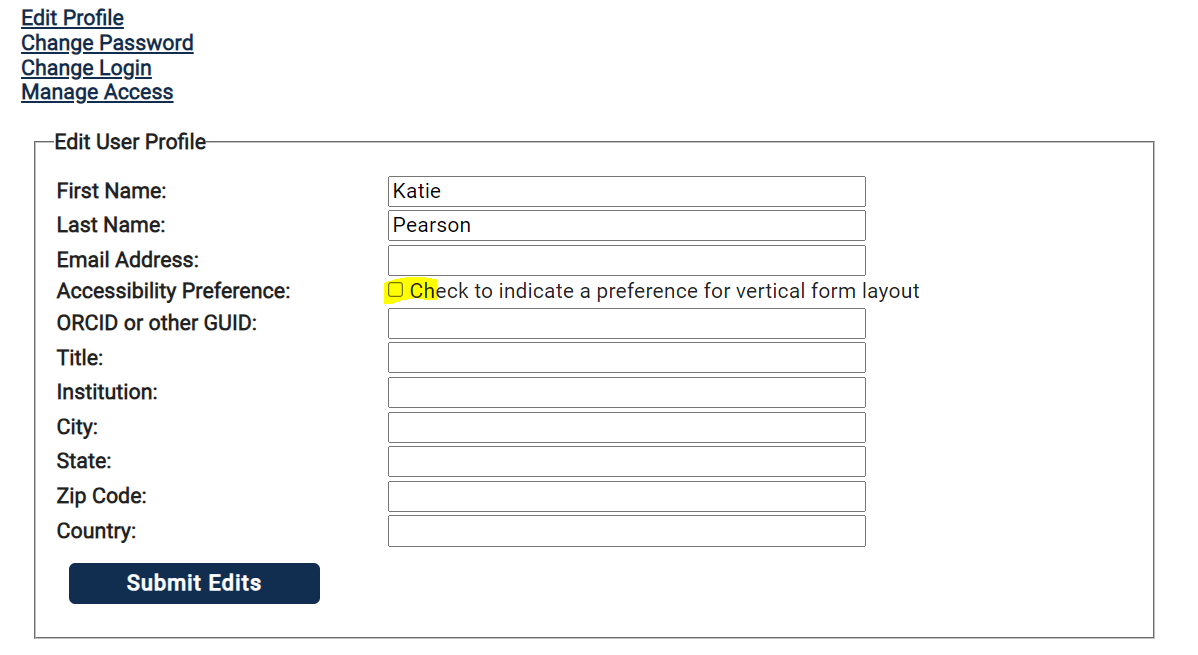 Edit Profile
Change Password
Change Login
Manage Access
Edit User Profile
First Name: Katie
Last Name: Pearson
Email Address:
Accessibility Preference: Check to indicate a preference for vertical form layout
ORCID or other GUID:
Title:
Institution:
City:
State:
Zip Code:
Country:
Submit Edits